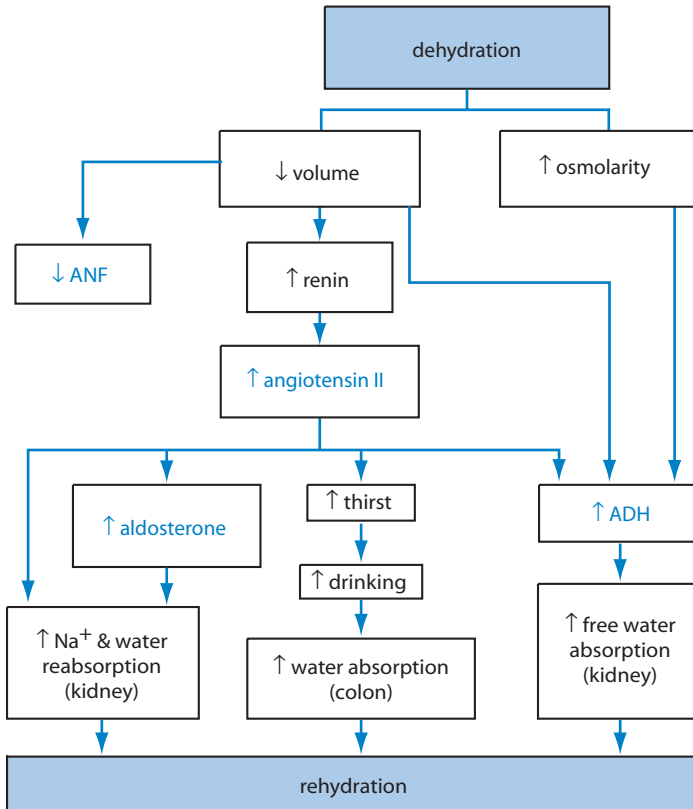 dehydration
↓ volume
↑ osmolarity
↓ ANF
↑ renin
↑ angiotensin II
↑ aldosterone
↑ thirst
↑ ADH
↑ drinking
↑ Na⁺ & water
reabsorption
(kidney)
↑ water absorption
(colon)
↑ free water
absorption
(kidney)
rehydration